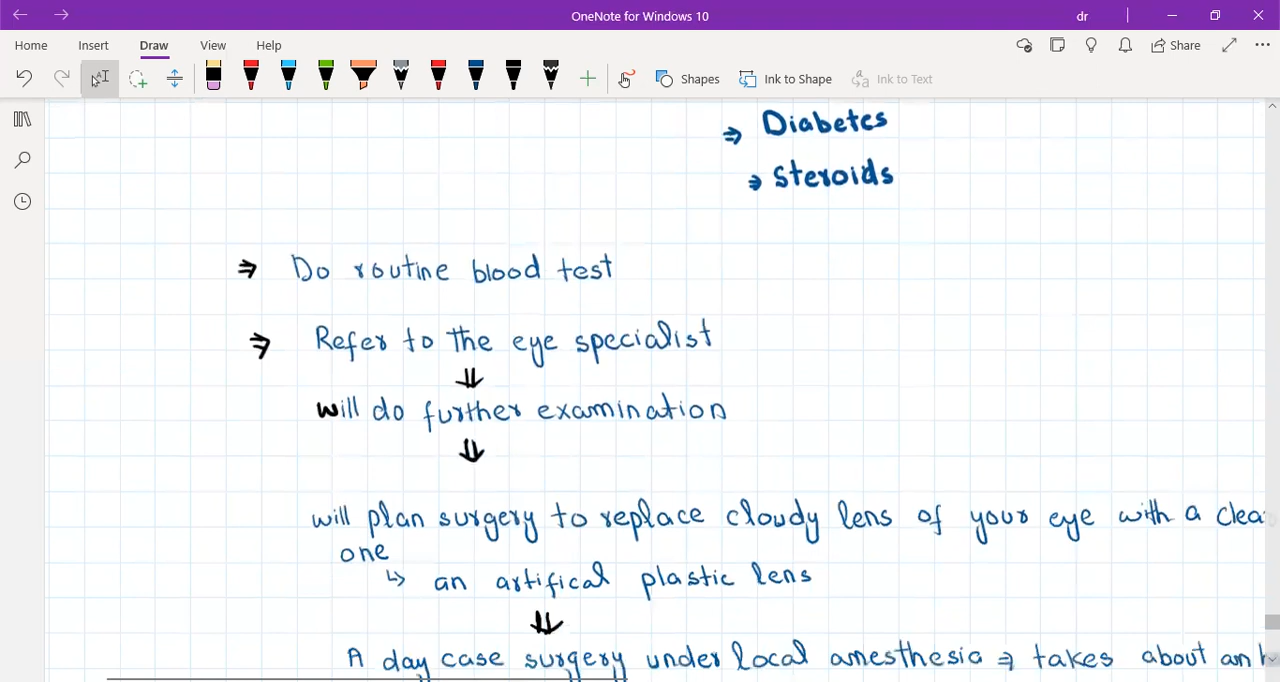 OneNote for Windows 10
dr
Home Insert Draw View Help
Share
Shapes
Ink to Shape
Ink to Text
⇒ Diabetes
⇒ Steroids
⇒ Do routine blood test
⇒ Refer to the eye specialist
⇓
will do further examination
⇓
will plan surgery to replace cloudy lens of your eye with a clea
one
↳ an artifical plastic lens
⇓
A day case surgery under local anesthesia ⇒ takes about an h